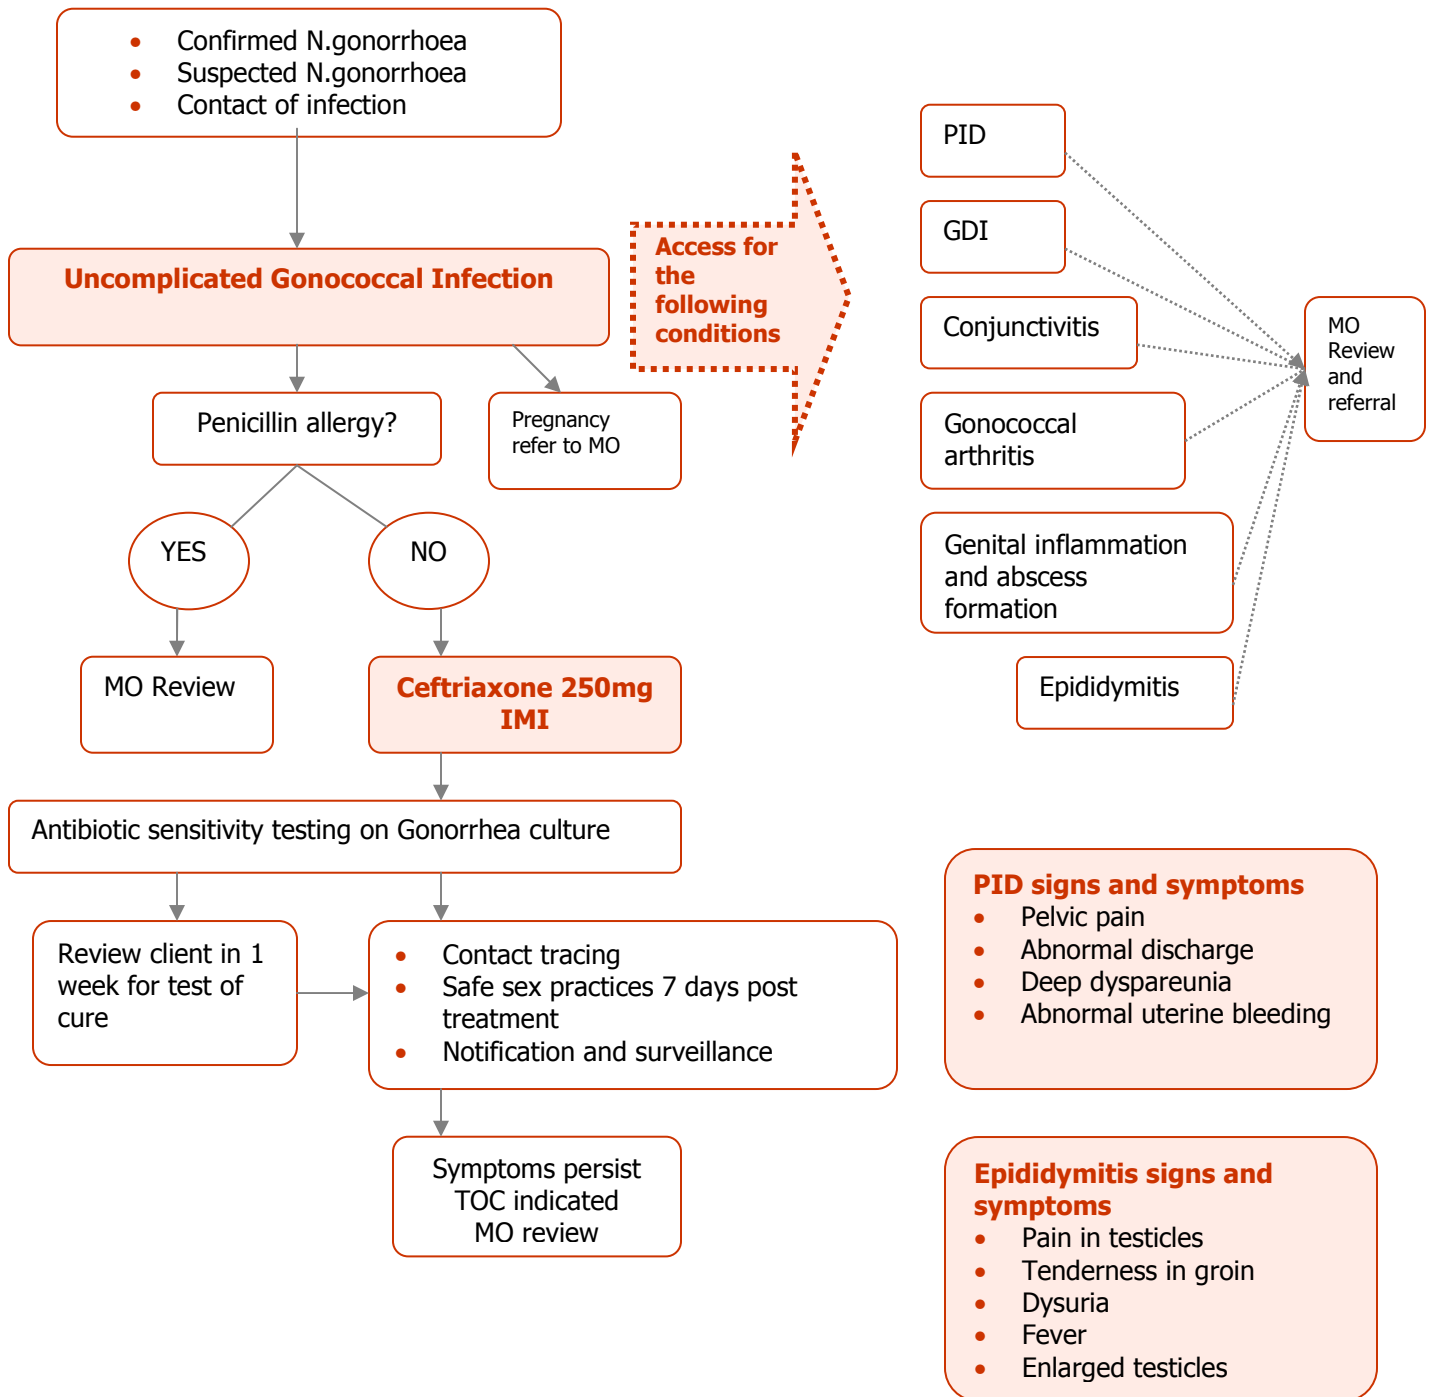 • Confirmed N.gonorrhoea
• Suspected N.gonorrhoea
• Contact of infection
Uncomplicated Gonococcal Infection
Access for
the
following
conditions
PID
GDI
Conjunctivitis
Gonococcal
arthritis
Genital inflammation
and abscess
formation
Epididymitis
MO
Review
and
referral
Penicillin allergy?
Pregnancy
refer to MO
YES
NO
MO Review
Ceftriaxone 250mg
IMI
Antibiotic sensitivity testing on Gonorrhea culture
Review client in 1
week for test of
cure
• Contact tracing
• Safe sex practices 7 days post
treatment
• Notification and surveillance
Symptoms persist
TOC indicated
MO review
PID signs and symptoms
• Pelvic pain
• Abnormal discharge
• Deep dyspareunia
• Abnormal uterine bleeding
Epididymitis signs and
symptoms
• Pain in testicles
• Tenderness in groin
• Dysuria
• Fever
• Enlarged testicles